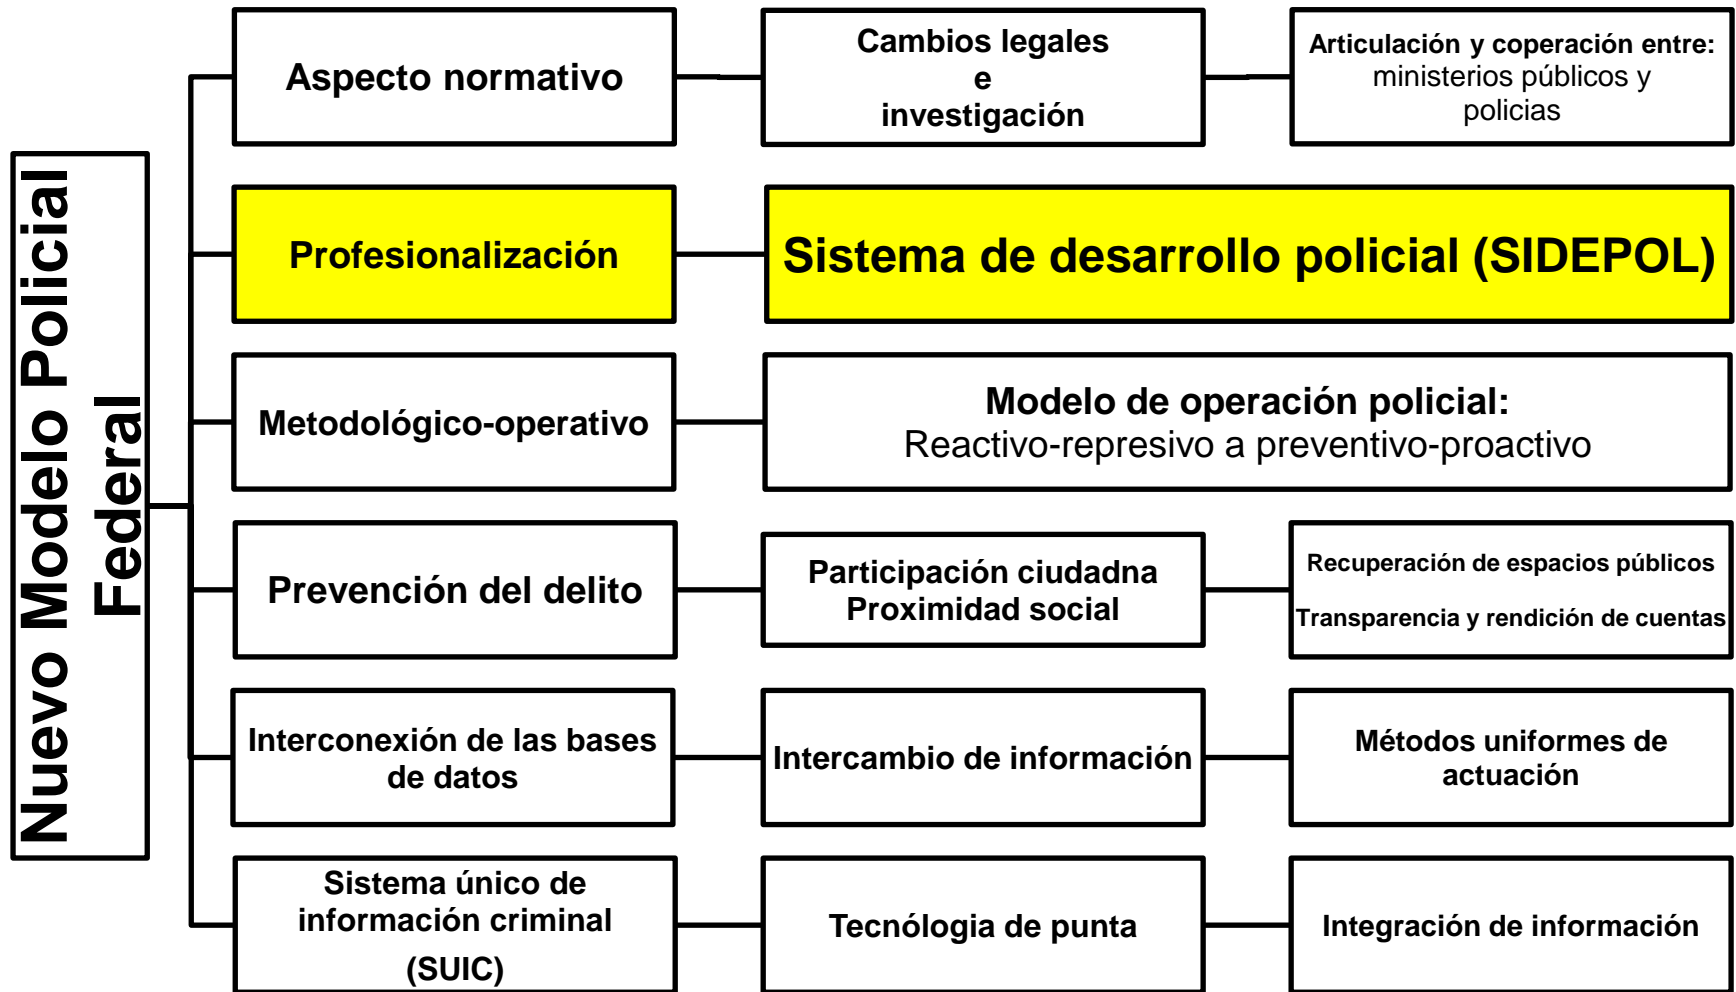 Nuevo Modelo Policial
Federal
Aspecto normativo
Cambios legales
e
investigación
Articulación y coperación entre:
ministerios públicos y
policias
Profesionalización
Sistema de desarrollo policial (SIDEPOL)
Metodológico-operativo
Modelo de operación policial:
Reactivo-represivo a preventivo-proactivo
Prevención del delito
Participación ciudadna
Proximidad social
Recuperación de espacios públicos
Transparencia y rendición de cuentas
Interconexión de las bases
de datos
Intercambio de información
Métodos uniformes de
actuación
Sistema único de
información criminal
(SUIC)
Tecnólogia de punta
Integración de información